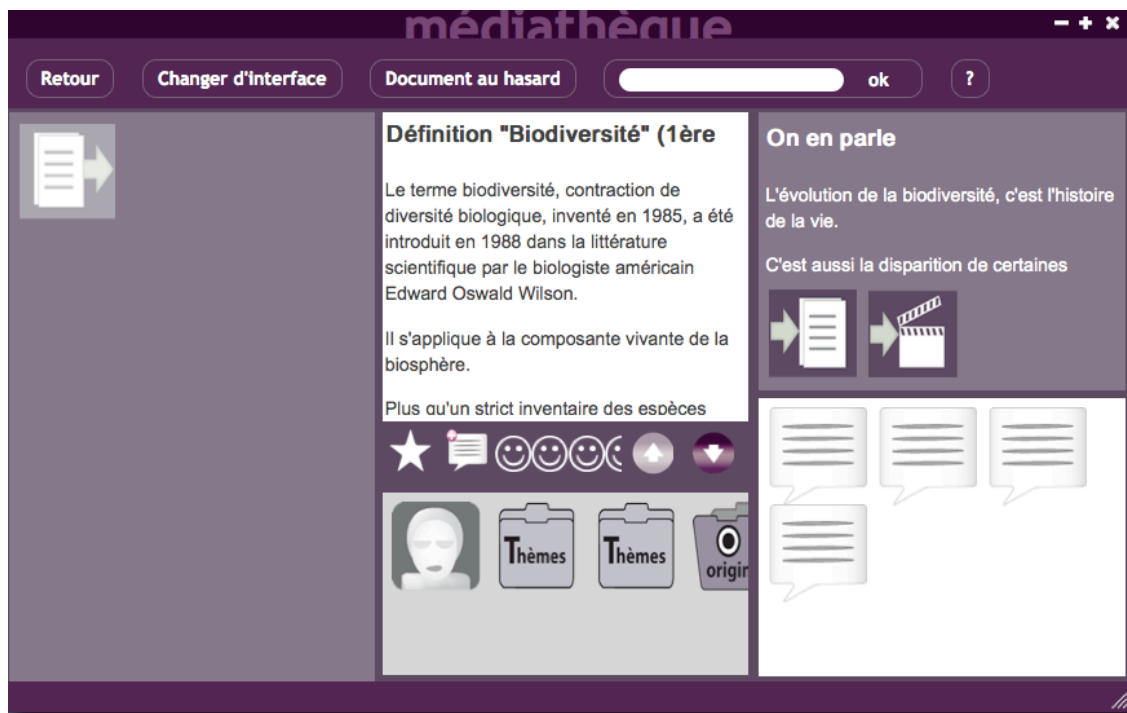 médiathèque
Retour
Changer d'interface
Document au hasard
ok
?
Définition "Biodiversité" (1ère
Le terme biodiversité, contraction de
diversité biologique, inventé en 1985, a été
introduit en 1988 dans la littérature
scientifique par le biologiste américain
Edward Oswald Wilson.
Il s'applique à la composante vivante de la
biosphère.
Plus qu'un strict inventaire des espèces
Thèmes
Thèmes
origin
On en parle
L'évolution de la biodiversité, c'est l'histoire
de la vie.
C'est aussi la disparition de certaines